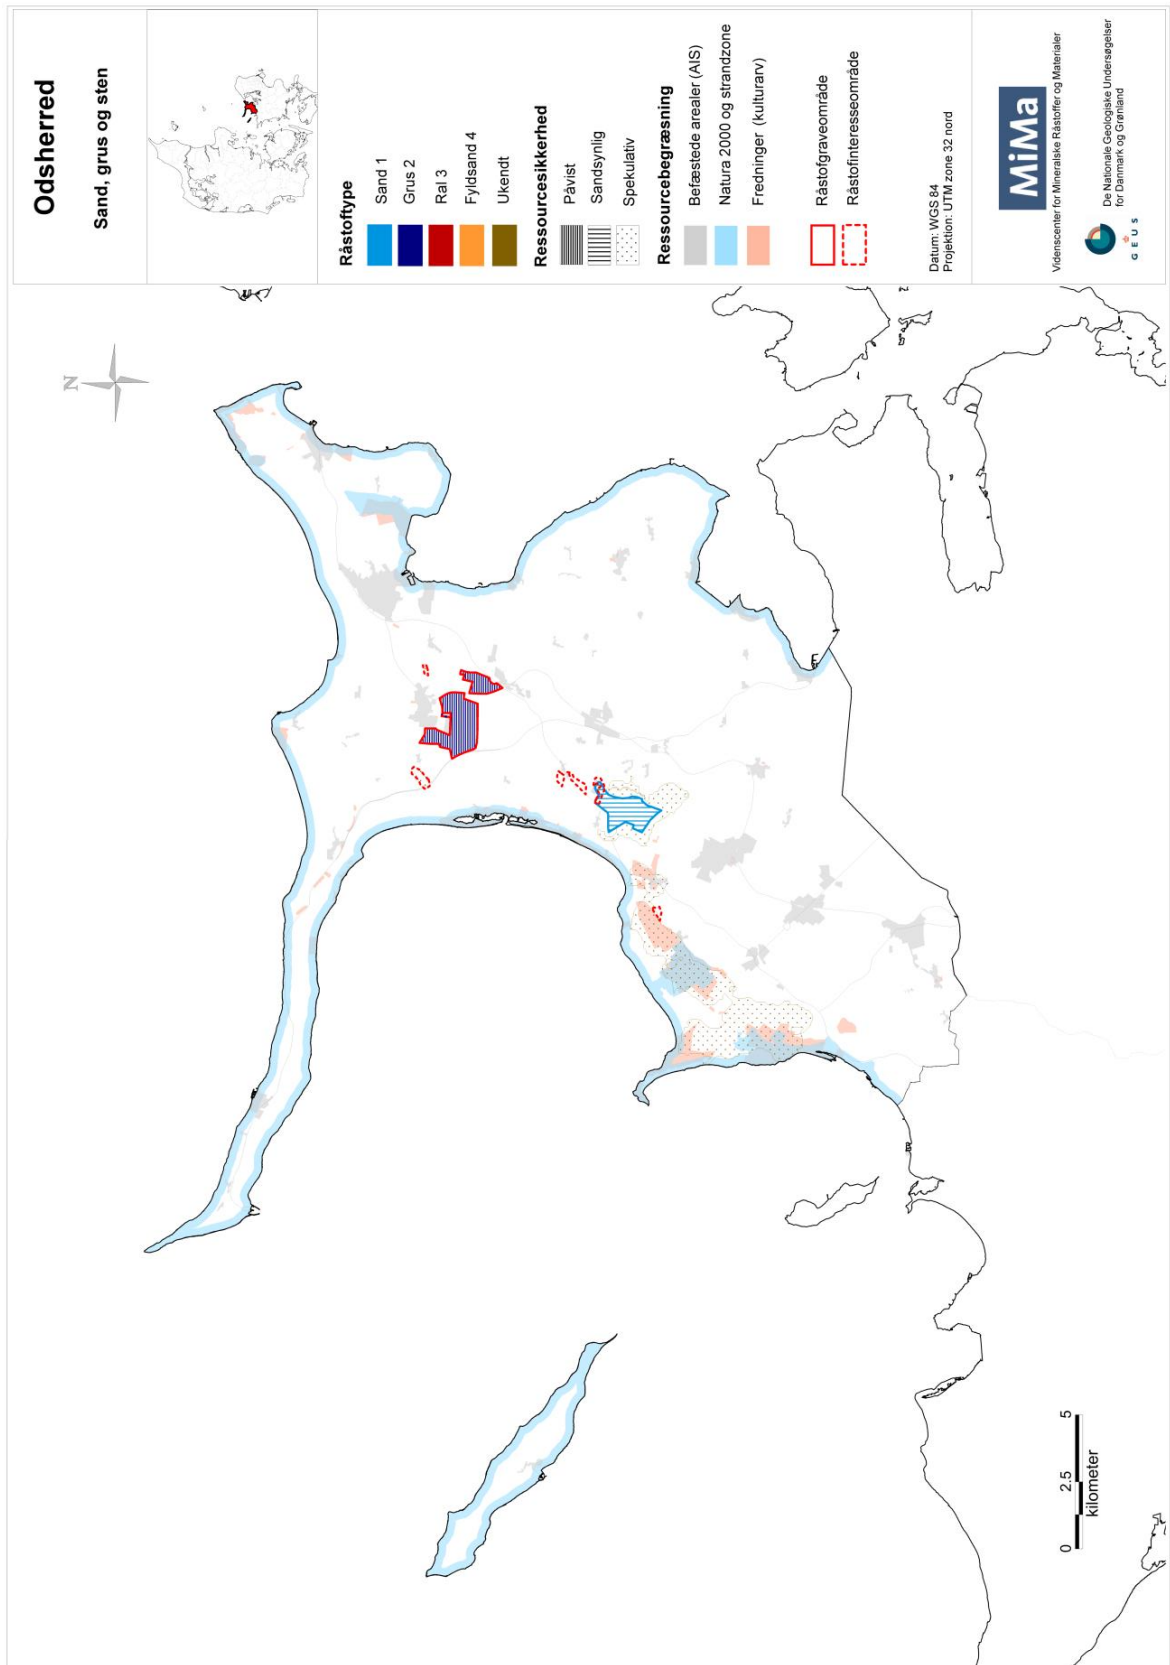 Odsherred
Sand, grus og sten
Råstoftype
Sand 1
Grus 2
Ral 3
Fyldsand 4
Ukendt
Ressourcesikkerhed
Påvist
Sandsynlig
Spekulativ
Ressourcebegræsning
Befæstede arealer (AIS)
Natura 2000 og strandzone
Fredninger (kulturarv)
Råstofgraveområde
Råstofinteresseområde
Datum: WGS 84
Projektion: UTM zone 32 nord
MiMa
Videnscenter for Mineralske Råstoffer og Materialer
G E U S
De Nationale Geologiske Undersøgelser
for Danmark og Grønland
N
0 2.5 5
kilometer